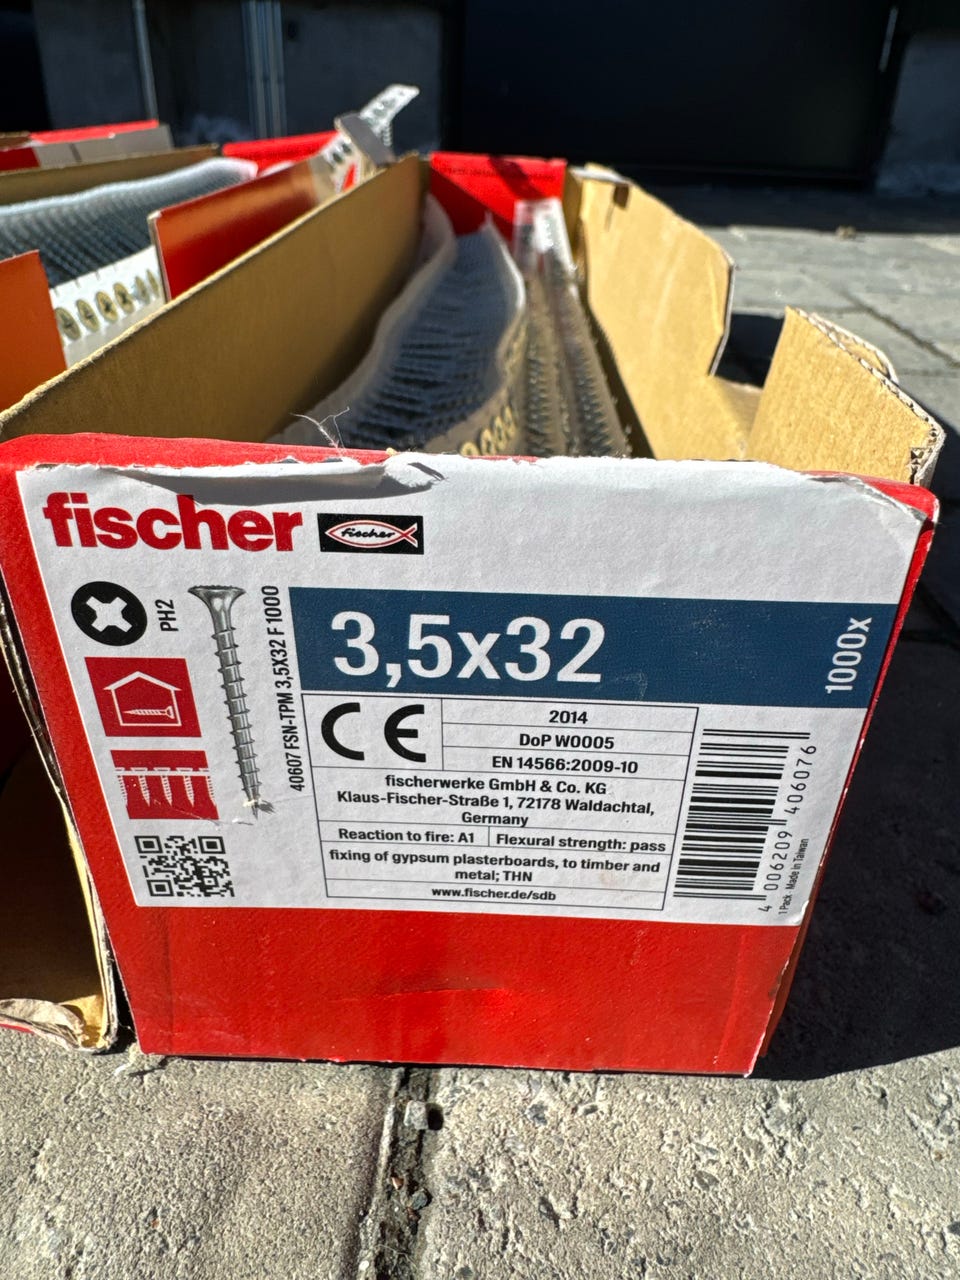 fischer
fischer
PH2
40607 FSN-TPM 3,5X32 F 1000
3,5x32
1000x
CE
2014
DoP W0005
EN 14566:2009-10
fischerwerke GmbH & Co. KG
Klaus-Fischer-Straße 1, 72178 Waldachtal,
Germany
Reaction to fire: A1
Flexural strength: pass
fixing of gypsum plasterboards, to timber and
metal; THN
www.fischer.de/sdb
4 006209 406076
1 Pack Made in Taiwan